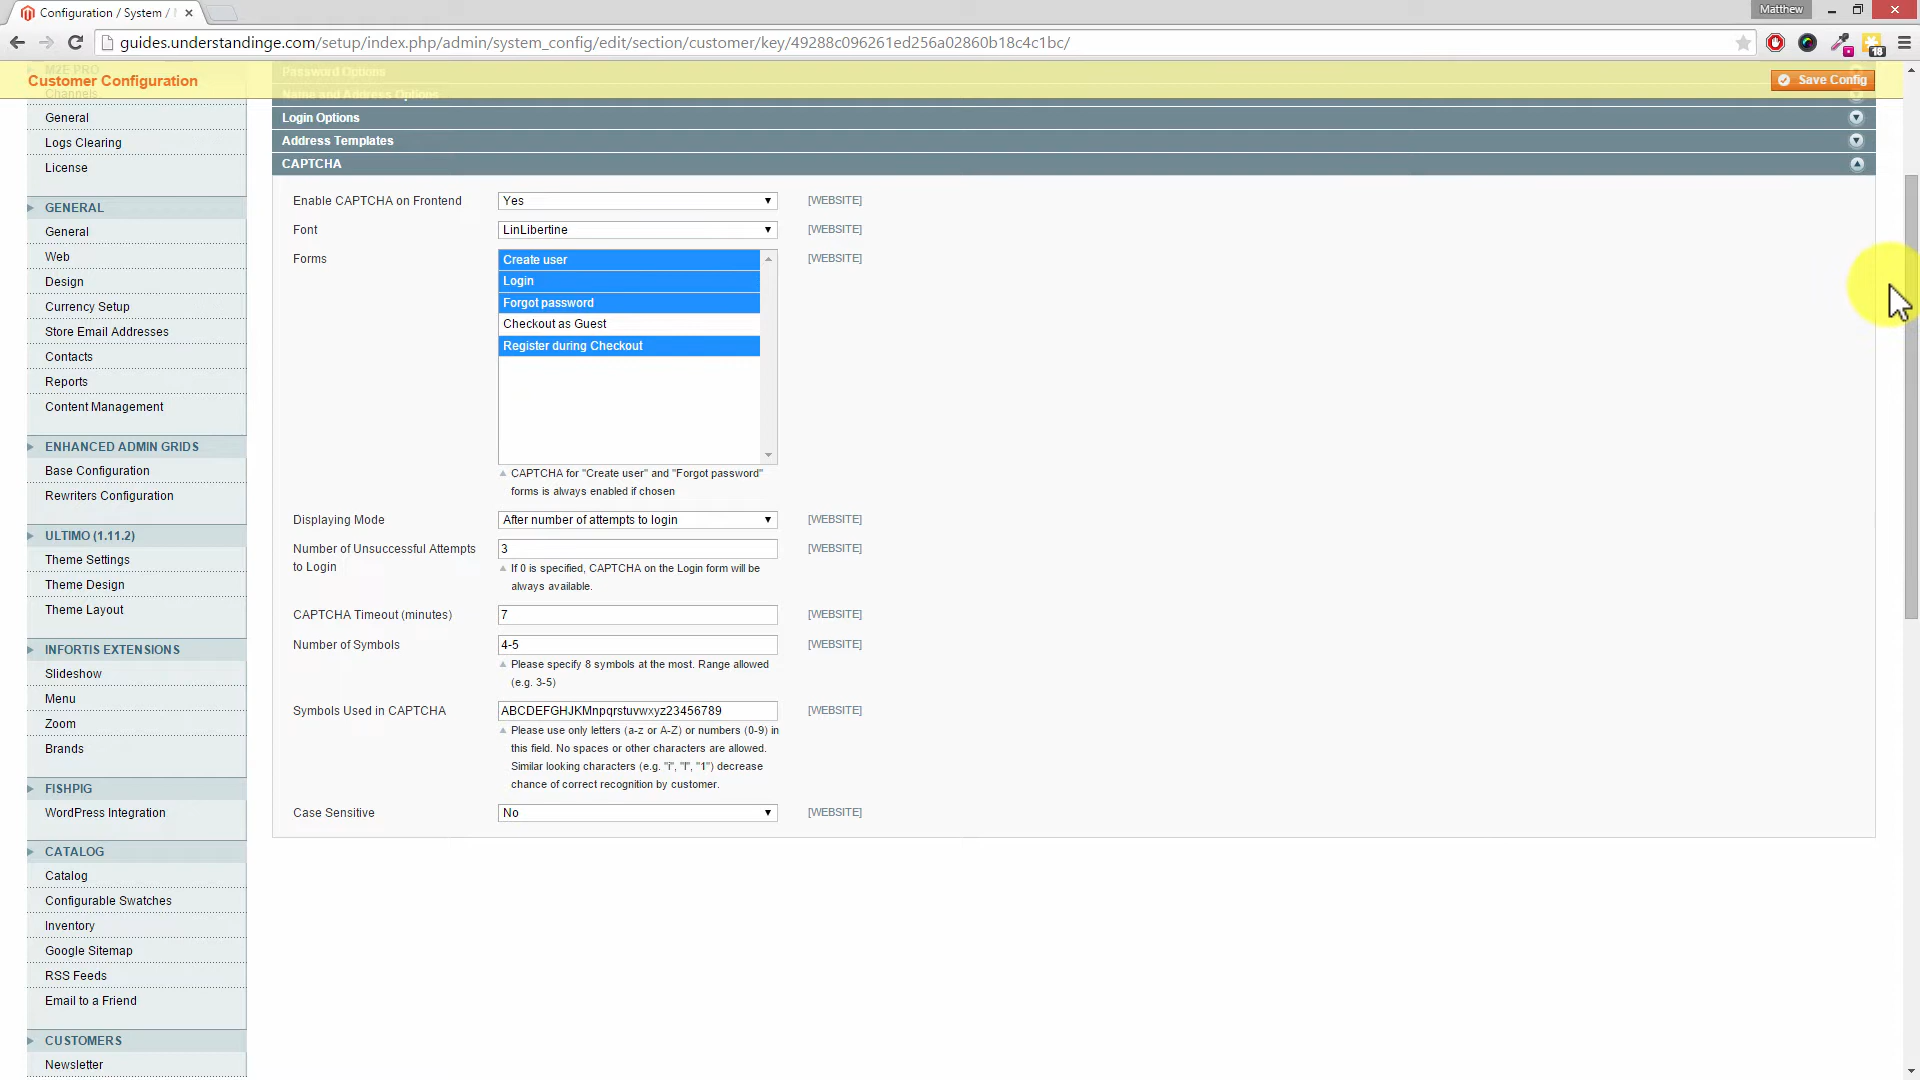 Configuration / System /
Matthew
guides.understandinge.com/setup/index.php/admin/system_config/edit/section/customer/key/49288c096261ed256a02860b18c4c1bc/
18
M2E PRO
Customer Configuration
Channels
Password Options
Name and Address Options
Save Config
General
Logs Clearing
License
GENERAL
General
Web
Design
Currency Setup
Store Email Addresses
Contacts
Reports
Content Management
ENHANCED ADMIN GRIDS
Base Configuration
Rewriters Configuration
ULTIMO (1.11.2)
Theme Settings
Theme Design
Theme Layout
INFORTIS EXTENSIONS
Slideshow
Menu
Zoom
Brands
FISHPIG
WordPress Integration
CATALOG
Catalog
Configurable Swatches
Inventory
Google Sitemap
RSS Feeds
Email to a Friend
CUSTOMERS
Newsletter
Login Options
Address Templates
CAPTCHA
Enable CAPTCHA on Frontend Yes [WEBSITE]
Font LinLibertine [WEBSITE]
Forms [WEBSITE]
Create user
Login
Forgot password
Checkout as Guest
Register during Checkout
CAPTCHA for "Create user" and "Forgot password"
forms is always enabled if chosen
Displaying Mode After number of attempts to login [WEBSITE]
Number of Unsuccessful Attempts
to Login
3 [WEBSITE]
If 0 is specified, CAPTCHA on the Login form will be
always available.
CAPTCHA Timeout (minutes) 7 [WEBSITE]
Number of Symbols 4-5 [WEBSITE]
Please specify 8 symbols at the most. Range allowed
(e.g. 3-5)
Symbols Used in CAPTCHA ABCDEFGHJKMnpqrstuvwxyz23456789 [WEBSITE]
Please use only letters (a-z or A-Z) or numbers (0-9) in
this field. No spaces or other characters are allowed.
Similar looking characters (e.g. "i", "l", "1") decrease
chance of correct recognition by customer.
Case Sensitive No [WEBSITE]